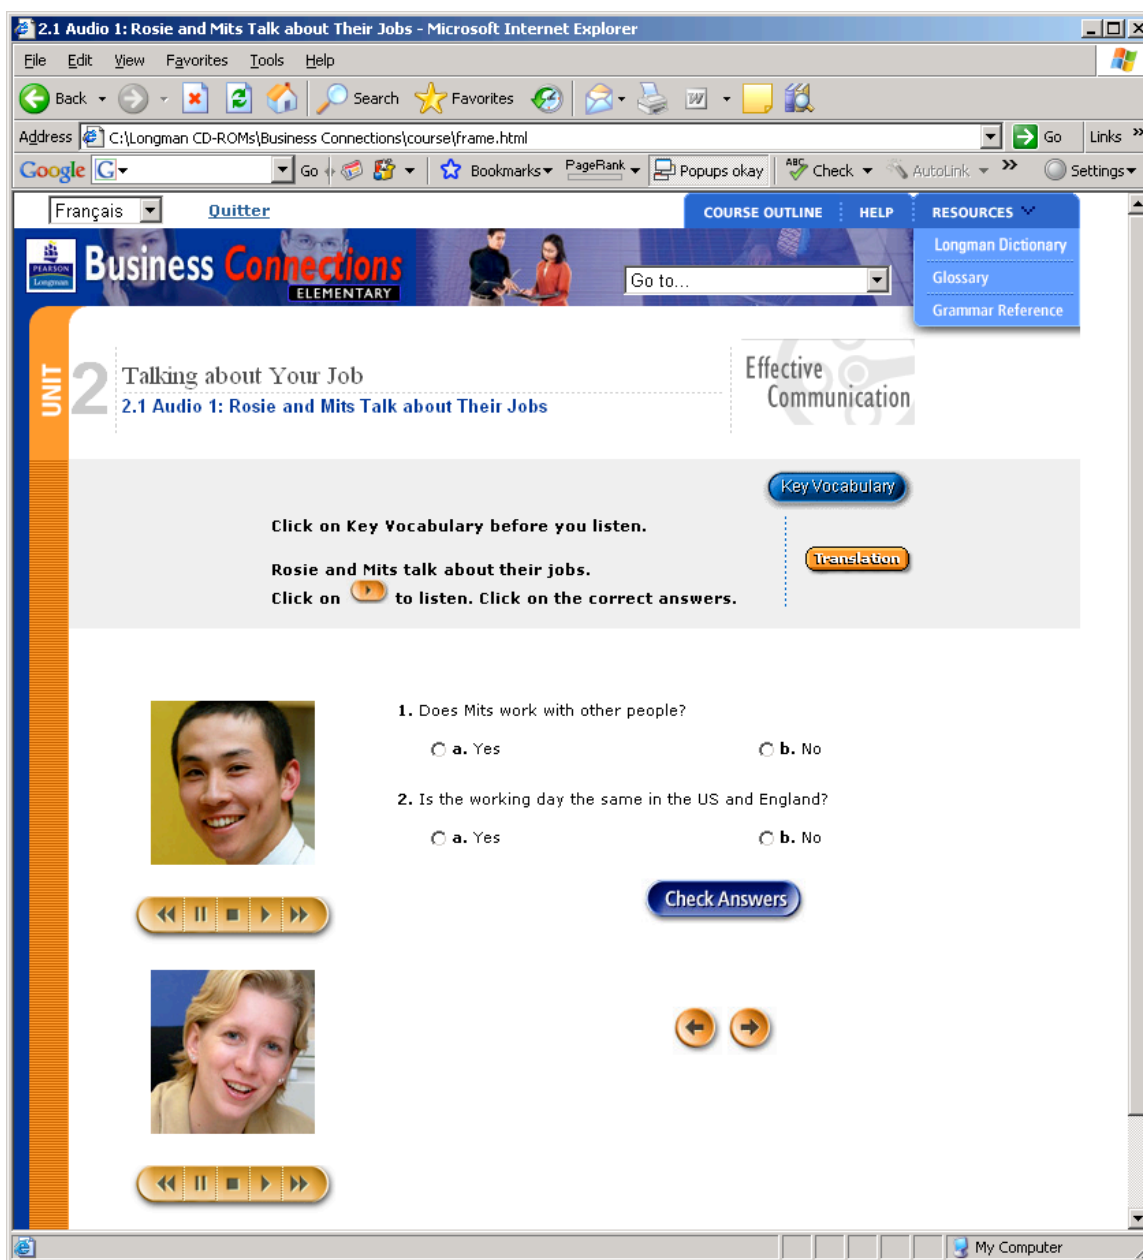 2.1 Audio 1: Rosie and Mits Talk about Their Jobs - Microsoft Internet Explorer
File Edit View Favorites Tools Help
Back Search Favorites
Address C:\Longman CD-ROMs\Business Connections\course\frame.html Go Links »
Google G Go Bookmarks PageRank Popups okay ABC Check AutoLink » Settings
Français Quitter COURSE OUTLINE HELP RESOURCES
Longman Dictionary
Glossary
Grammar Reference
PEARSON
Longman
Business Connections
ELEMENTARY
Go to...
UNIT 2
Talking about Your Job
2.1 Audio 1: Rosie and Mits Talk about Their Jobs
Effective
Communication
Key Vocabulary
Click on Key Vocabulary before you listen.
Translation
Rosie and Mits talk about their jobs.
Click on to listen. Click on the correct answers.
1. Does Mits work with other people?
a. Yes b. No
2. Is the working day the same in the US and England?
a. Yes b. No
Check Answers
My Computer